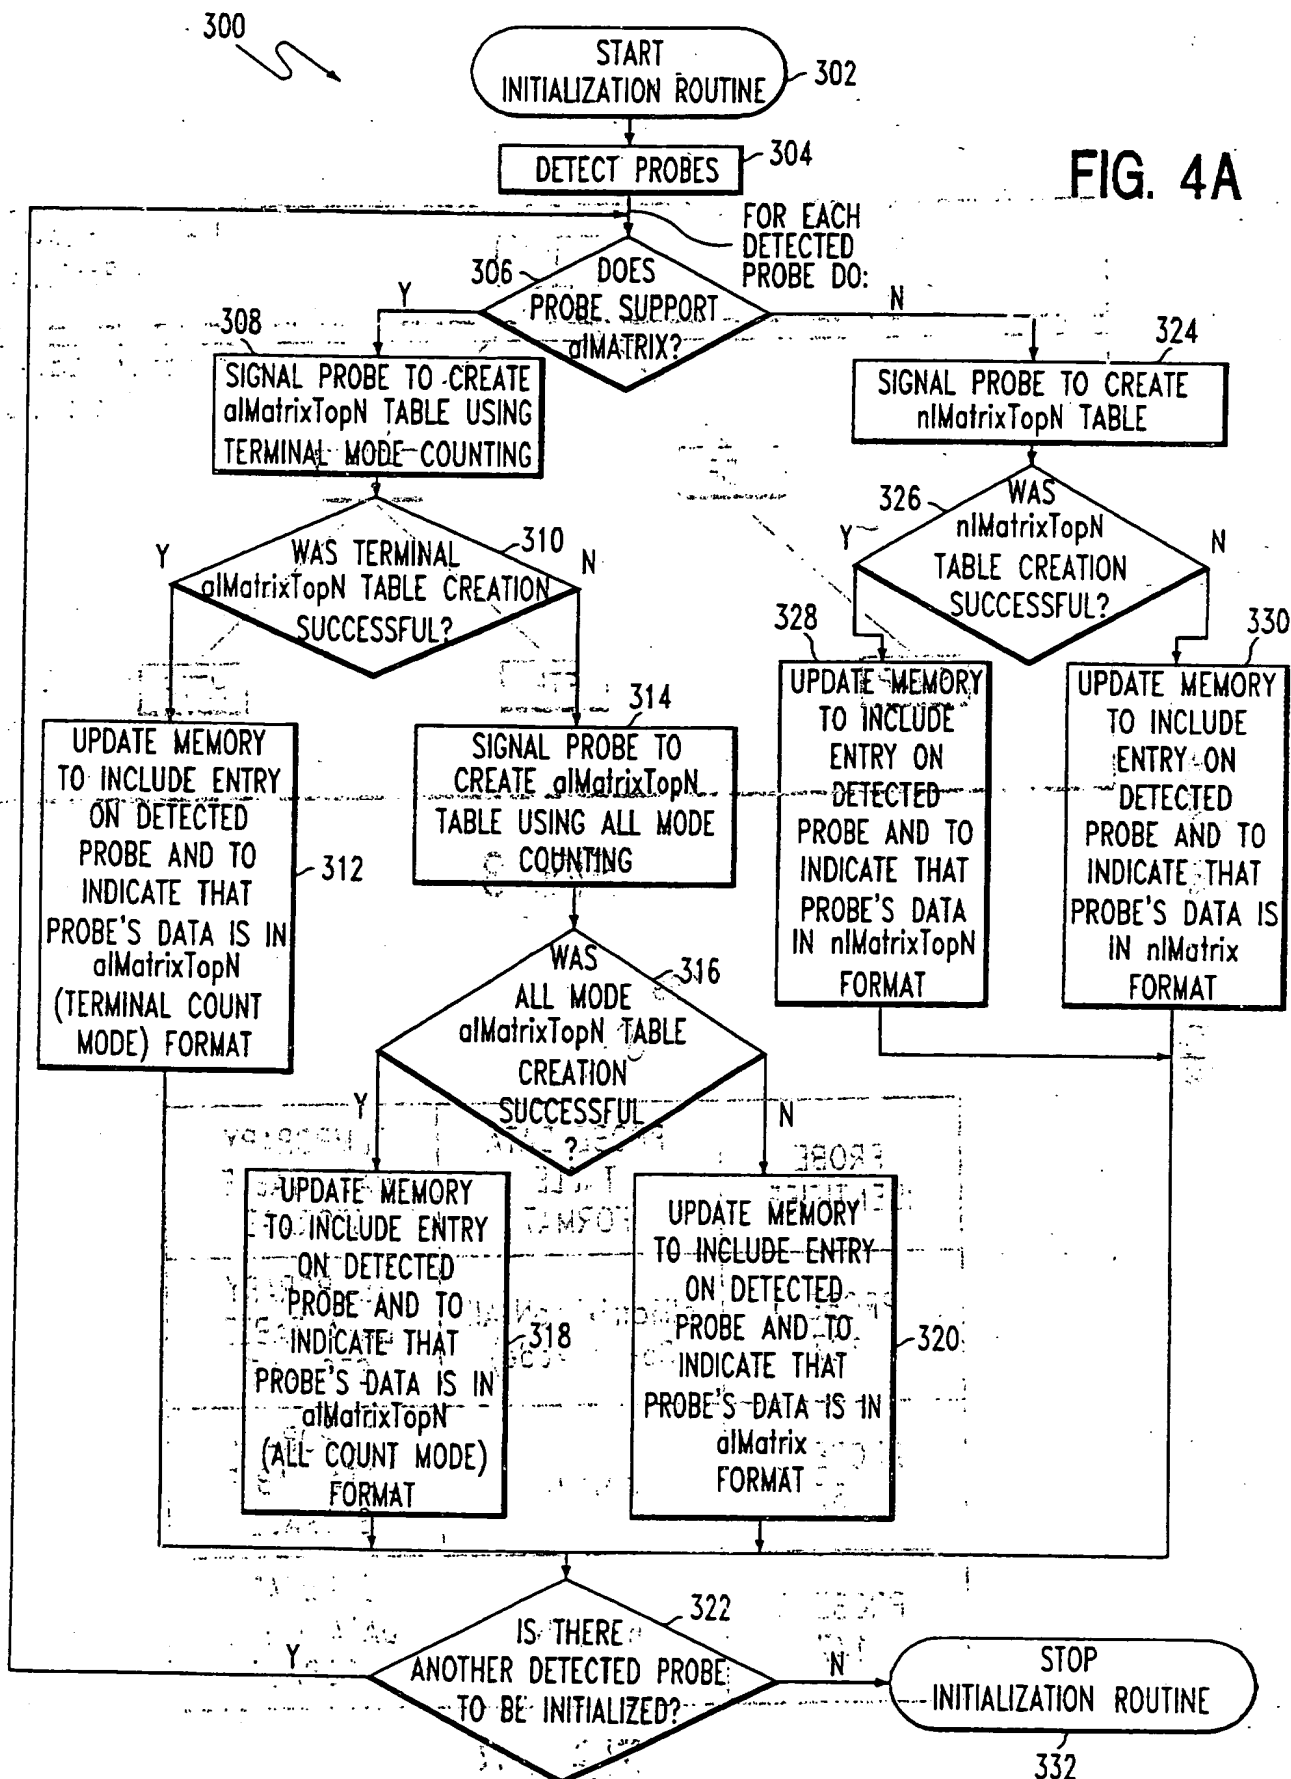 300
START
INITIALIZATION ROUTINE
302
DETECT PROBES
304
FIG. 4A
FOR EACH
DETECTED
PROBE DO:
306
DOES
PROBE SUPPORT
alMATRIX?
Y
N
308
SIGNAL PROBE TO CREATE
alMatrixTopN TABLE USING
TERMINAL MODE COUNTING
324
SIGNAL PROBE TO CREATE
nlMatrixTopN TABLE
310
WAS TERMINAL
alMatrixTopN TABLE CREATION
SUCCESSFUL?
Y
N
326
WAS
nlMatrixTopN
TABLE CREATION
SUCCESSFUL?
Y
N
312
UPDATE MEMORY
TO INCLUDE ENTRY
ON DETECTED
PROBE AND TO
INDICATE THAT
PROBE'S DATA IS IN
alMatrixTopN
(TERMINAL COUNT
MODE) FORMAT
314
SIGNAL PROBE TO
CREATE alMatrixTopN
TABLE USING ALL MODE
COUNTING
328
UPDATE MEMORY
TO INCLUDE
ENTRY ON
DETECTED
PROBE AND TO
INDICATE THAT
PROBE'S DATA
IN nlMatrixTopN
FORMAT
330
UPDATE MEMORY
TO INCLUDE
ENTRY ON
DETECTED
PROBE AND TO
INDICATE THAT
PROBE'S DATA IS
IN nlMatrix
FORMAT
316
WAS
ALL MODE
alMatrixTopN TABLE
CREATION
SUCCESSFUL
?
Y
N
318
UPDATE MEMORY
TO INCLUDE ENTRY
ON DETECTED
PROBE AND TO
INDICATE THAT
PROBE'S DATA IS IN
alMatrixTopN
(ALL COUNT MODE)
FORMAT
320
UPDATE MEMORY
TO INCLUDE ENTRY
ON DETECTED
PROBE AND TO
INDICATE THAT
PROBE'S DATA IS IN
alMatrix
FORMAT
322
IS THERE
ANOTHER DETECTED PROBE
TO BE INITIALIZED?
Y
N
STOP
INITIALIZATION ROUTINE
332